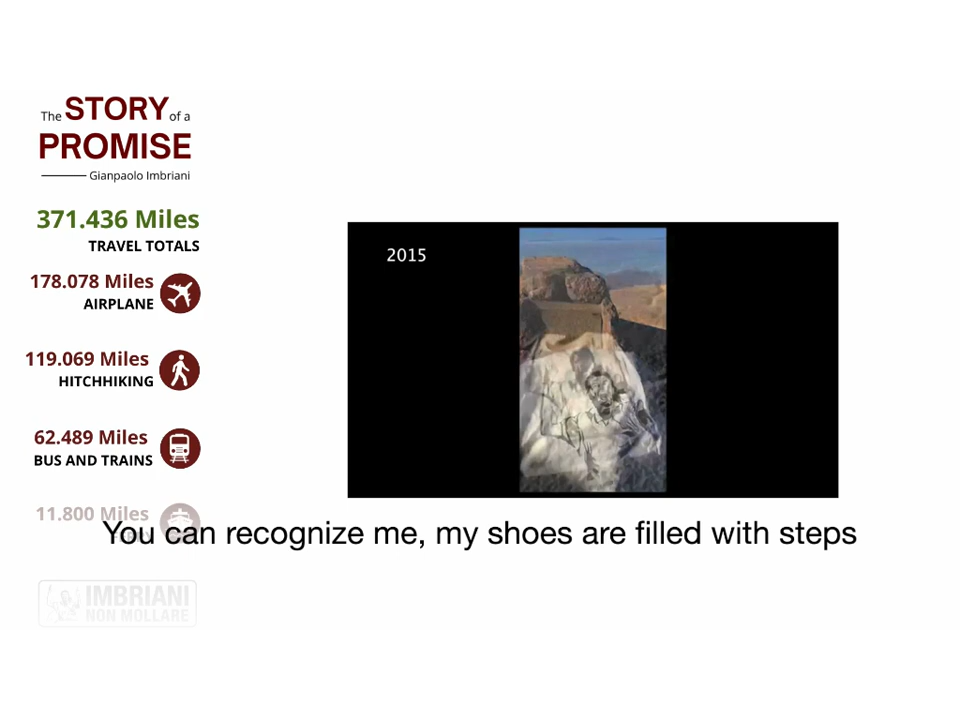 The STORY of a
PROMISE
Gianpaolo Imbriani
371.436 Miles
TRAVEL TOTALS
178.078 Miles
AIRPLANE
119.069 Miles
HITCHHIKING
62.489 Miles
BUS AND TRAINS
11.800 Miles
2015
You can recognize me, my shoes are filled with steps
IMBRIANI
NON MOLLARE